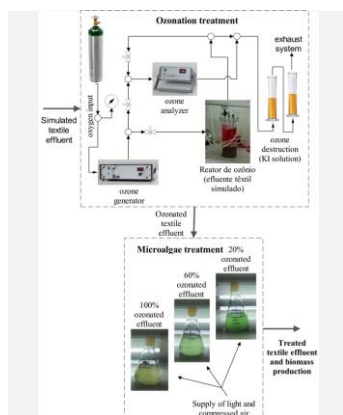 Ozonation treatment
exhaust
system
oxygen input
ozone
analyzer
Simulated
textile
effluent
ozone
destruction
(KI solution)
Reator de ozônio
(efluente têxtil
simulado)
ozone
generator
Ozonated
textile
effluent
Microalgae treatment
20%
ozonated
effluent
60%
ozonated
effluent
100%
ozonated
effluent
Treated
textile effluent
and biomass
production
Supply of light and
compressed air